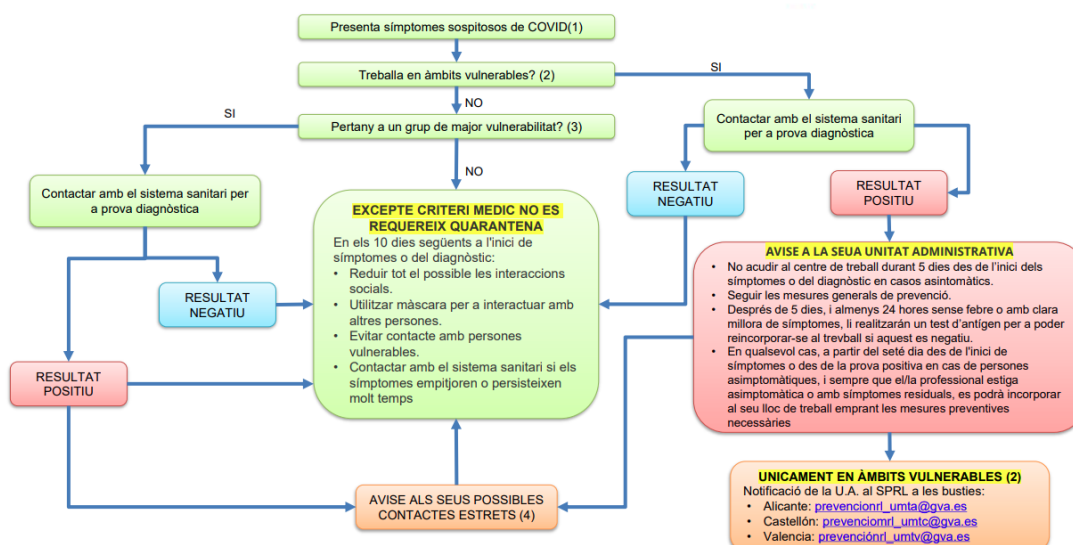 Presenta símptomes sospitosos de COVID(1)
Treballa en àmbits vulnerables? (2)
SI
NO
SI
Pertany a un grup de major vulnerabilitat? (3)
Contactar amb el sistema sanitari
per a prova diagnòstica
NO
Contactar amb el sistema sanitari per
a prova diagnòstica
RESULTAT
NEGATIU
RESULTAT
POSITIU
EXCEPTE CRITERI MEDIC NO ES
REQUEREIX QUARANTENA
En els 10 dies següents a l'inici de
símptomes o del diagnòstic:
• Reduir tot el possible les interaccions
socials.
• Utilitzar màscara per a interactuar amb
altres persones.
• Evitar contacte amb persones
vulnerables.
• Contactar amb el sistema sanitari si els
símptomes empitjoren o persisteixen
molt temps
AVISE A LA SEUA UNITAT ADMINISTRATIVA
• No acudir al centre de treball durant 5 dies des de l'inici dels
símptomes o del diagnòstic en casos asintomàtics.
• Seguir les mesures generals de prevenció.
• Després de 5 dies, i almenys 24 hores sense febre o amb clara
millora de símptomes, li realitzarán un test d'antígen per a poder
reincorporar-se al trevball si aquest es negatiu.
• En qualsevol cas, a partir del seté dia des de l'inici de
símptomes o des de la prova positiva en cas de persones
asimptomàtiques, i sempre que el/la professional estiga
asimptomàtica o amb símptomes residuals, es podrà incorporar
al seu lloc de treball emprant les mesures preventives
necessàries
RESULTAT
NEGATIU
RESULTAT
POSITIU
AVISE ALS SEUS POSSIBLES
CONTACTES ESTRETS (4)
UNICAMENT EN ÀMBITS VULNERABLES (2)
Notificació de la U.A. al SPRL a les busties:
• Alicante: prevencionrl_umta@gva.es
• Castellón: prevenciomrl_umtc@gva.es
• Valencia: prevenciónrl_umtv@gva.es